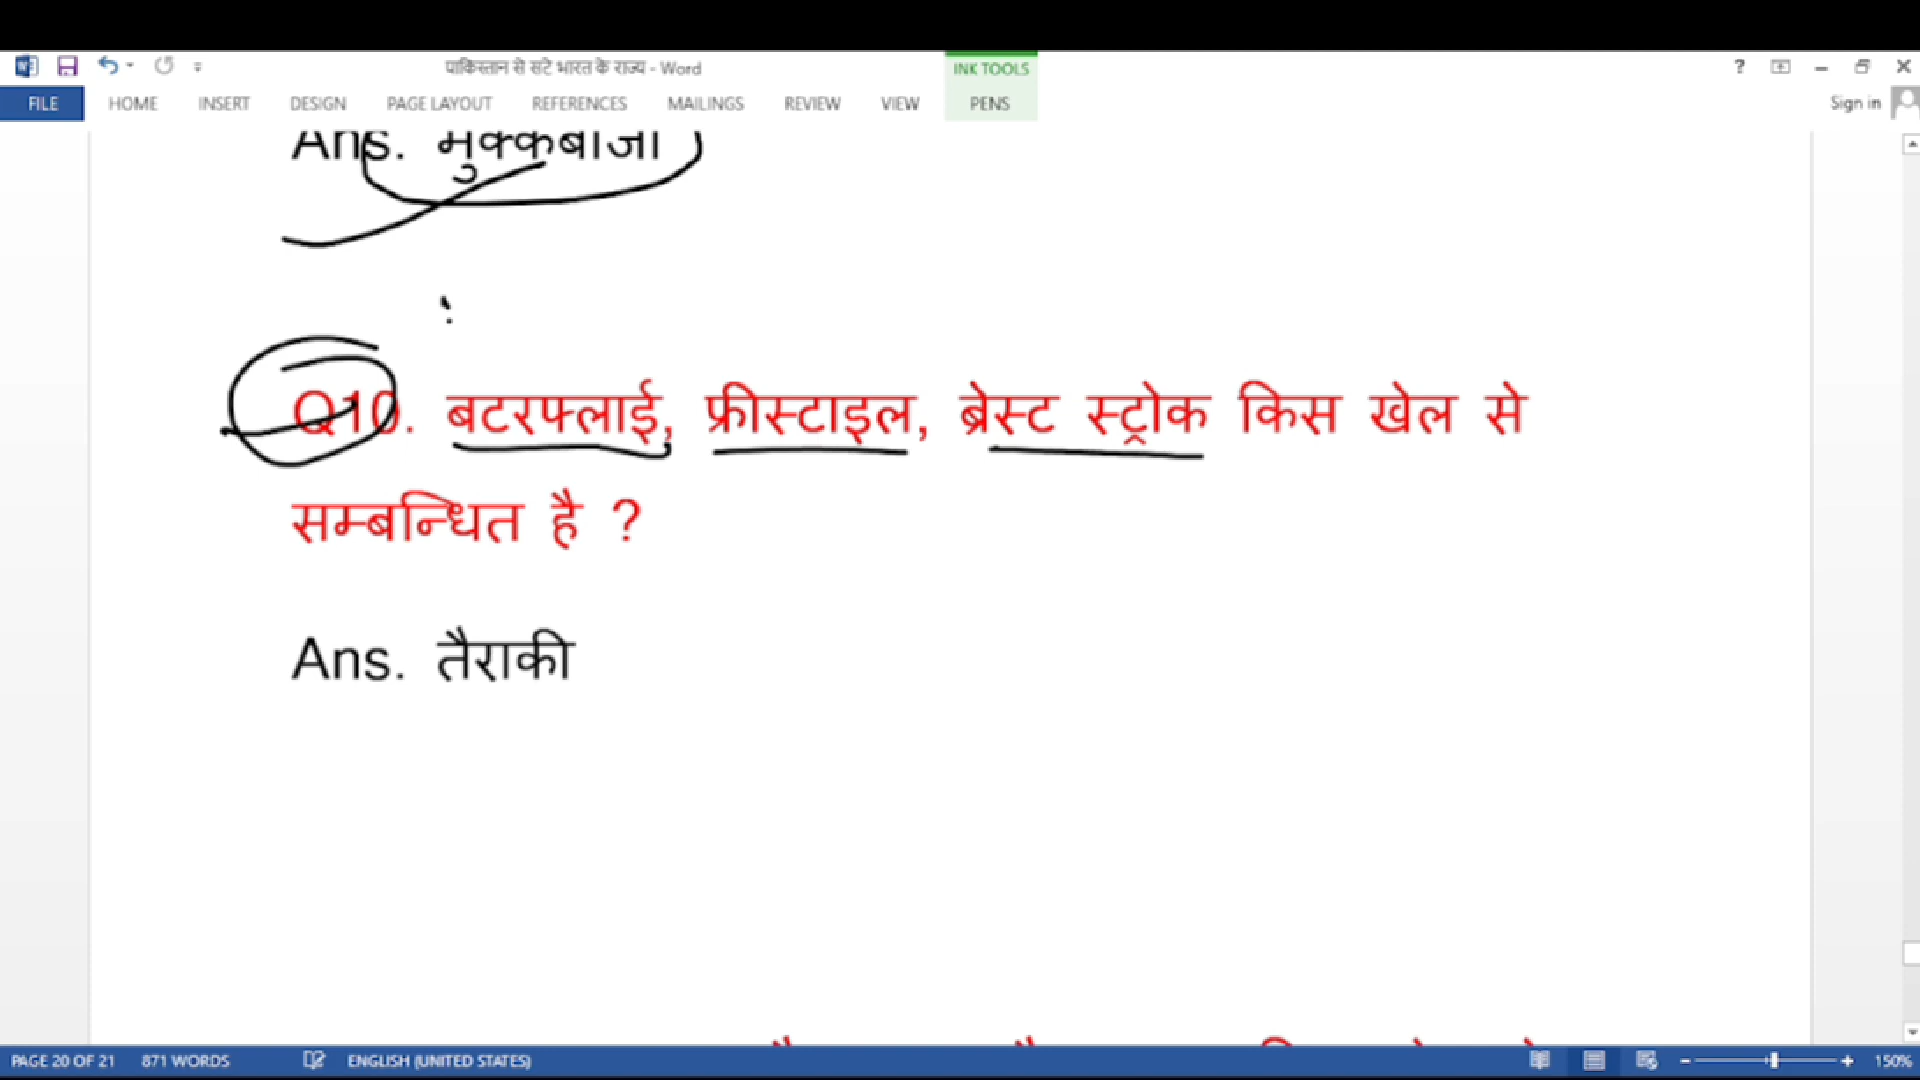 पाकिस्तान से सटे भारत के राज्य - Word
INK TOOLS
?
FILE
HOME
INSERT
DESIGN
PAGE LAYOUT
REFERENCES
MAILINGS
REVIEW
VIEW
PENS
Sign in
Ans. मुक्कबाजी
Q10. बटरफ्लाई, फ्रीस्टाइल, ब्रेस्ट स्ट्रोक किस खेल से
सम्बन्धित है ?
Ans. तैराकी
PAGE 20 OF 21
871 WORDS
ENGLISH (UNITED STATES)
150%